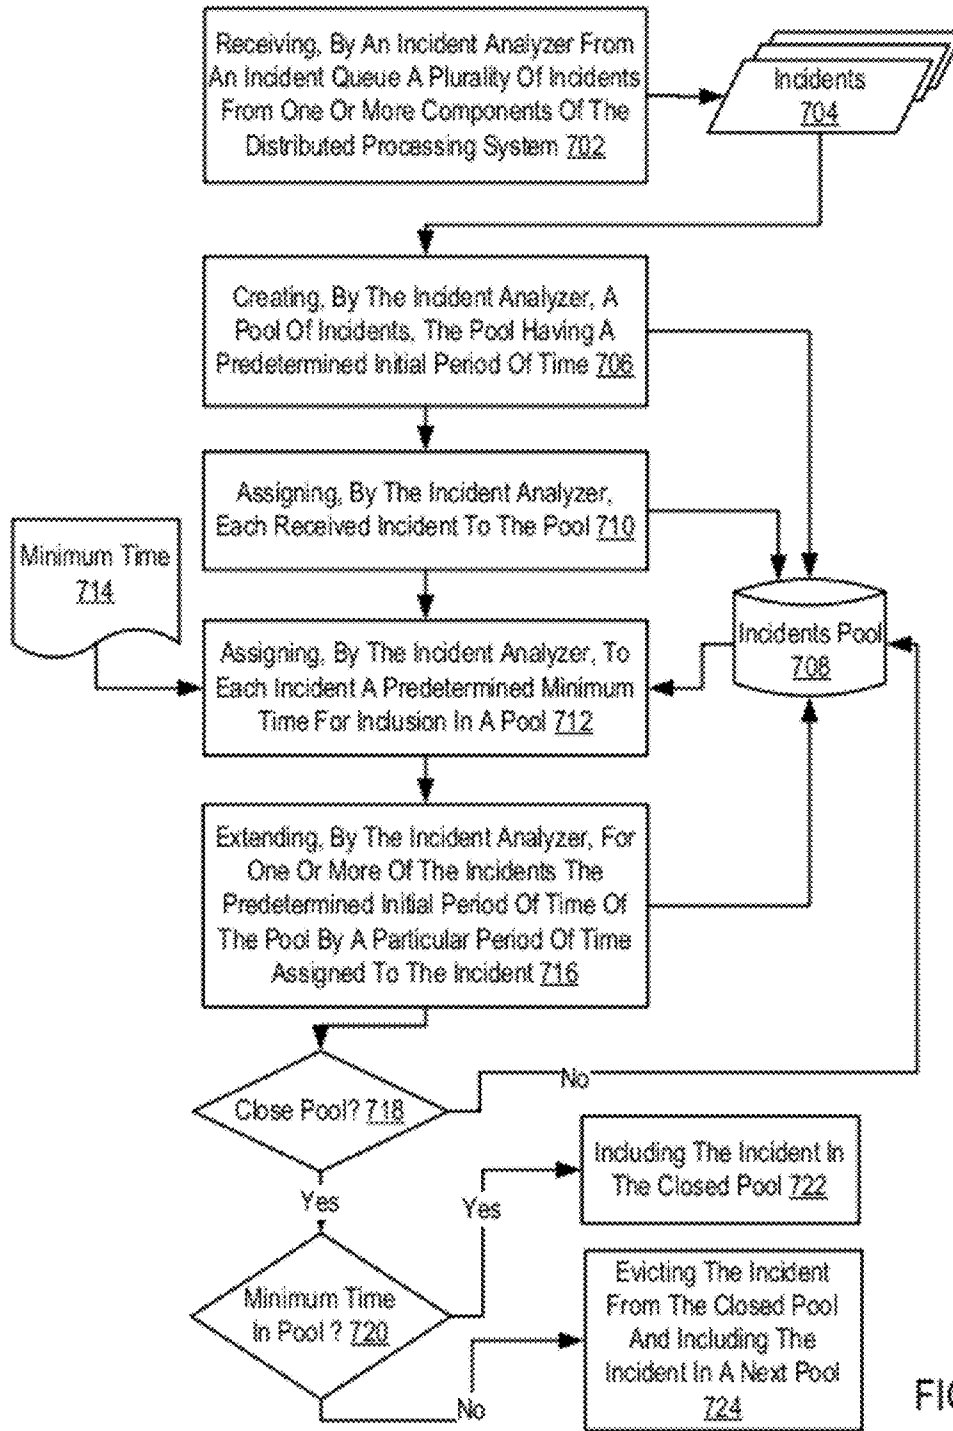 Receiving, By An Incident Analyzer From
An Incident Queue A Plurality Of Incidents
From One Or More Components Of The
Distributed Processing System 702
Incidents
704
Creating, By The Incident Analyzer, A
Pool Of Incidents, The Pool Having A
Predetermined Initial Period Of Time 706
Assigning, By The Incident Analyzer,
Each Received Incident To The Pool 710
Minimum Time
714
Incidents Pool
708
Assigning, By The Incident Analyzer, To
Each Incident A Predetermined Minimum
Time For Inclusion In A Pool 712
Extending, By The Incident Analyzer, For
One Or More Of The Incidents The
Predetermined Initial Period Of Time Of
The Pool By A Particular Period Of Time
Assigned To The Incident 716
No
Close Pool? 718
Including The Incident In
The Closed Pool 722
Yes
Yes
Minimum Time
In Pool ? 720
Evicting The Incident
From The Closed Pool
And Including The
Incident In A Next Pool
724
No